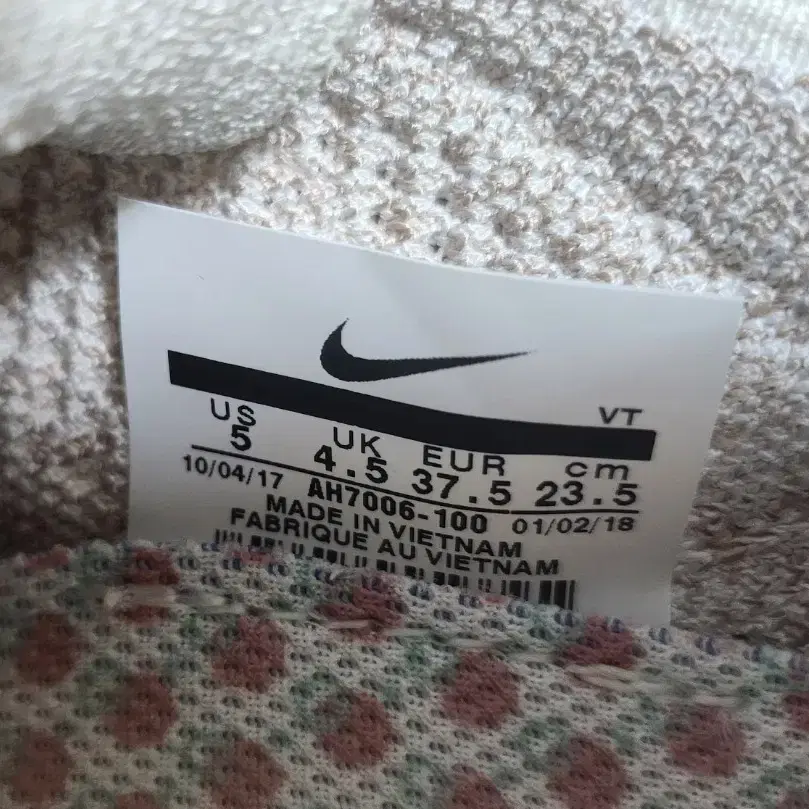 VT
US UK EUR cm
5 4.5 37.5 23.5
10/04/17 AH7006-100 01/02/18
MADE IN VIETNAM
FABRIQUE AU VIETNAM